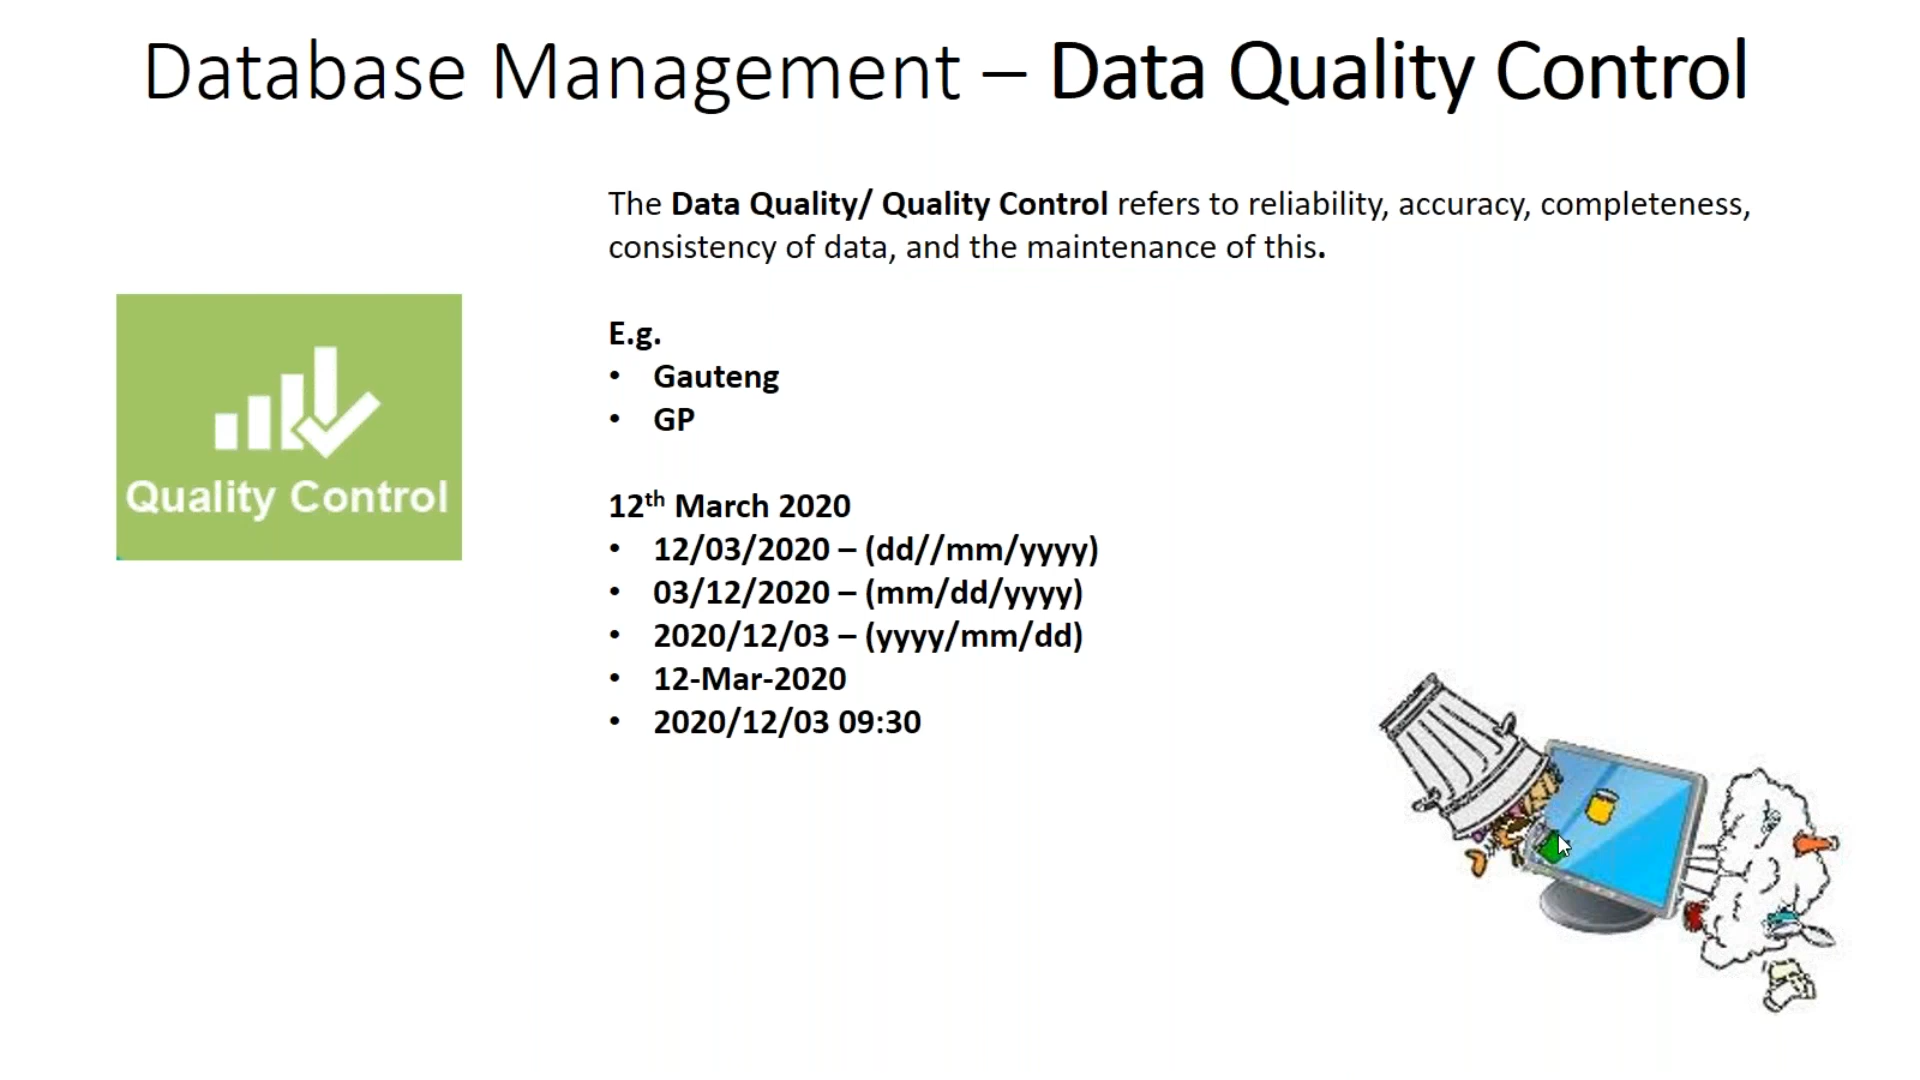 Database Management – Data Quality Control
The Data Quality/ Quality Control refers to reliability, accuracy, completeness,
consistency of data, and the maintenance of this.
E.g.
• Gauteng
• GP
Quality Control
12th March 2020
• 12/03/2020 – (dd//mm/yyyy)
• 03/12/2020 – (mm/dd/yyyy)
• 2020/12/03 – (yyyy/mm/dd)
• 12-Mar-2020
• 2020/12/03 09:30